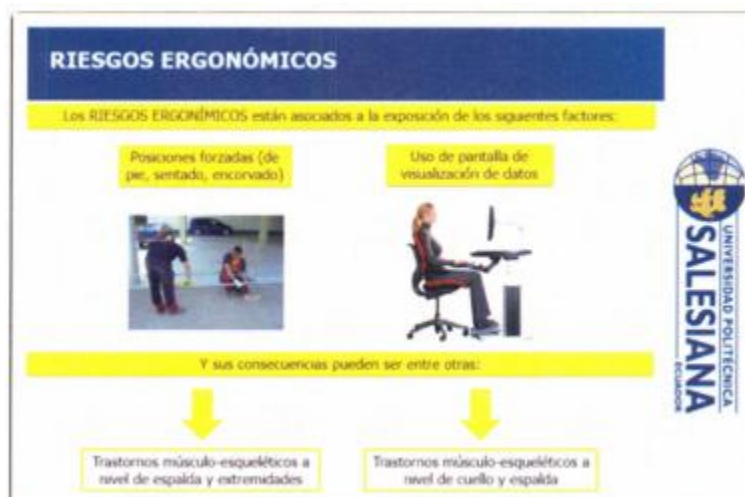 RIESGOS ERGONÓMICOS
Los RIESGOS ERGONÍMICOS están asociados a la exposición de los siguientes factores:
Posiciones forzadas (de
pie, sentado, encorvado)
Uso de pantalla de
visualización de datos
Y sus consecuencias pueden ser entre otras:
Trastornos músculo-esqueléticos a
nivel de espalda y extremidades
Trastornos músculo-esqueléticos a
nivel de cuello y espalda
UNIVERSIDAD POLITÉCNICA
SALESIANA
ECUADOR